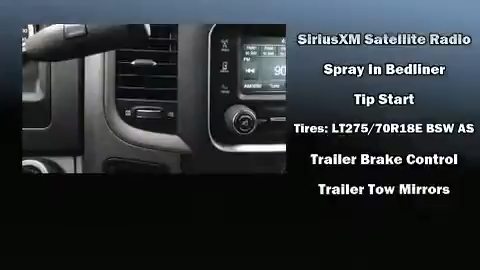 SiriusXM Satellite Radio
Spray In Bedliner
Tip Start
Tires: LT275/70R18E BSW AS
Trailer Brake Control
Trailer Tow Mirrors